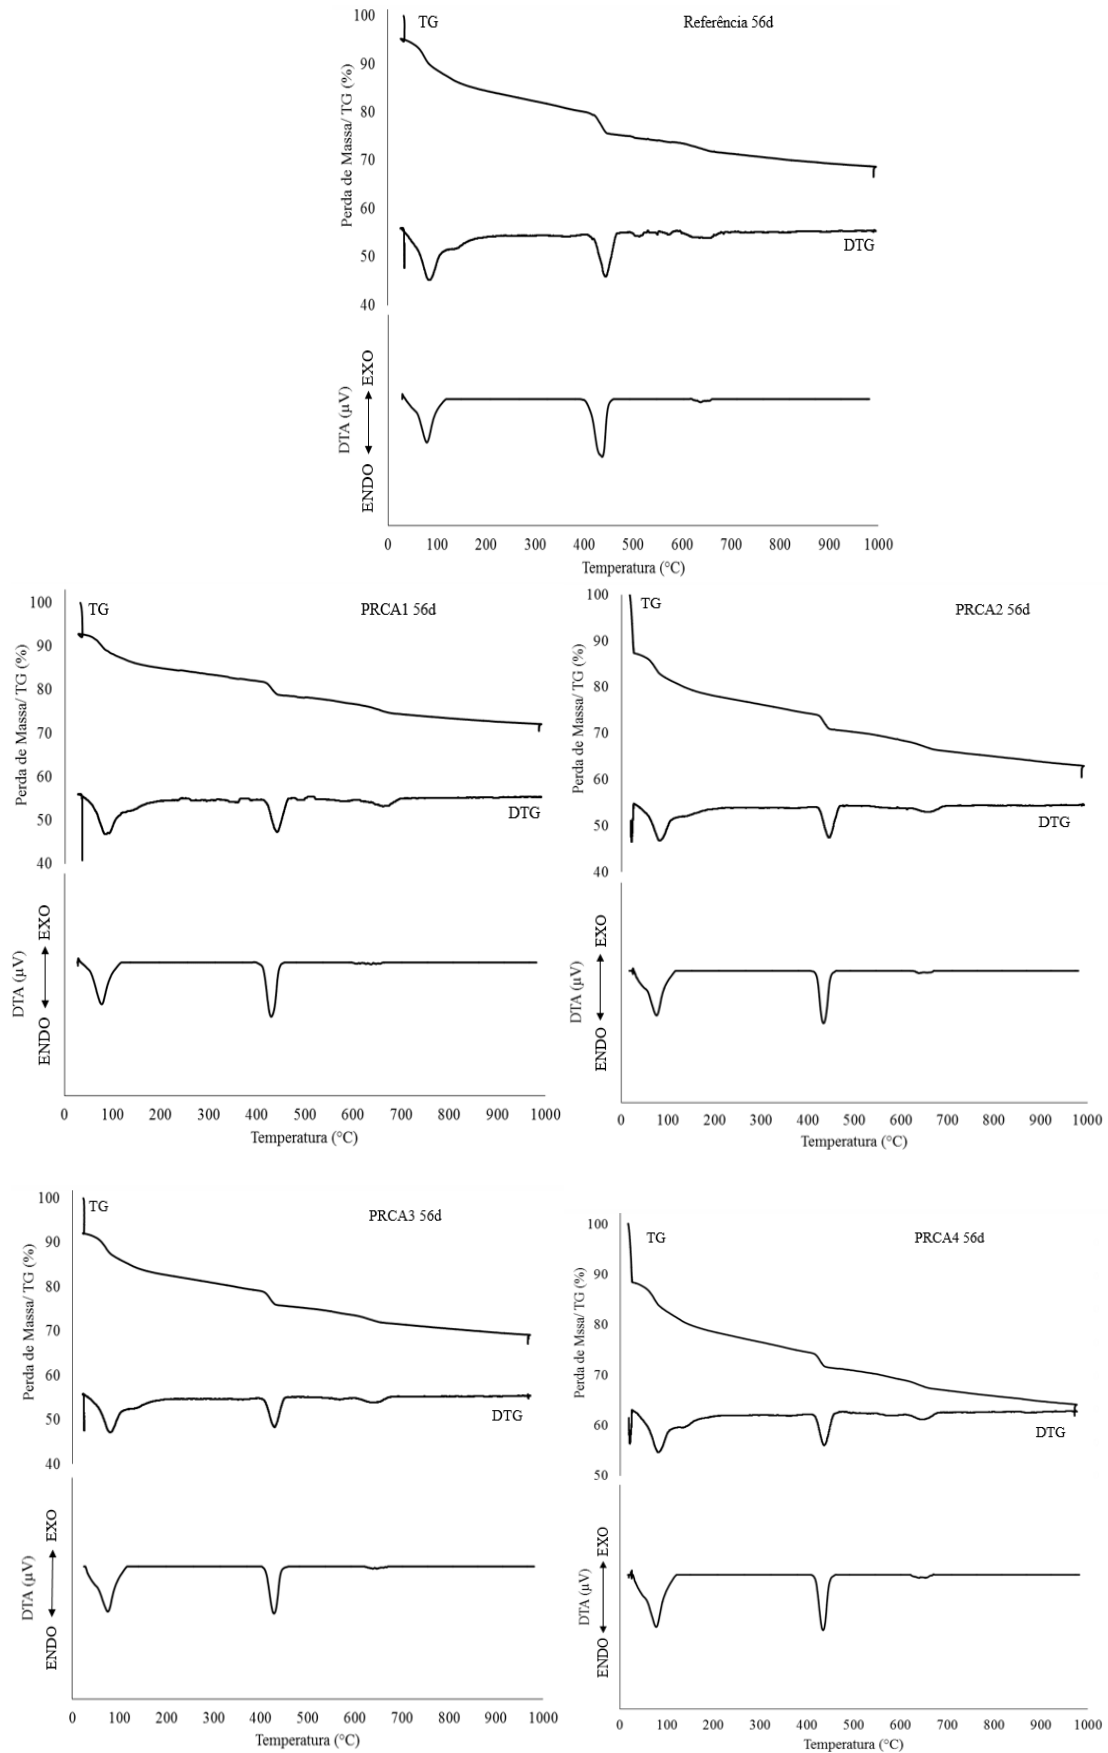 100
TG
Referência 56d
90
80
70
60
50
40
Perda de Massa/ TG (%)
DTG
DTA (µV)
ENDO
EXO
0 100 200 300 400 500 600 700 800 900 1000
Temperatura (°C)
100
TG
PRCA1 56d
90
80
70
60
50
40
Perda de Massa/ TG (%)
DTG
DTA (µV)
ENDO
EXO
0 100 200 300 400 500 600 700 800 900 1000
Temperatura (°C)
100
TG
PRCA2 56d
90
80
70
60
50
40
Perda de Massa/ TG (%)
DTG
DTA (µV)
ENDO
EXO
0 100 200 300 400 500 600 700 800 900 1000
Temperatura (°C)
100
TG
PRCA3 56d
90
80
70
60
50
40
Perda de Massa/ TG (%)
DTG
DTA (µV)
ENDO
EXO
0 100 200 300 400 500 600 700 800 900 1000
Temperatura (°C)
100
TG
PRCA4 56d
90
80
70
60
50
Perda de Mssa/ TG (%)
DTG
DTA (µV)
ENDO
EXO
0 100 200 300 400 500 600 700 800 900 1000
Temperatura (°C)